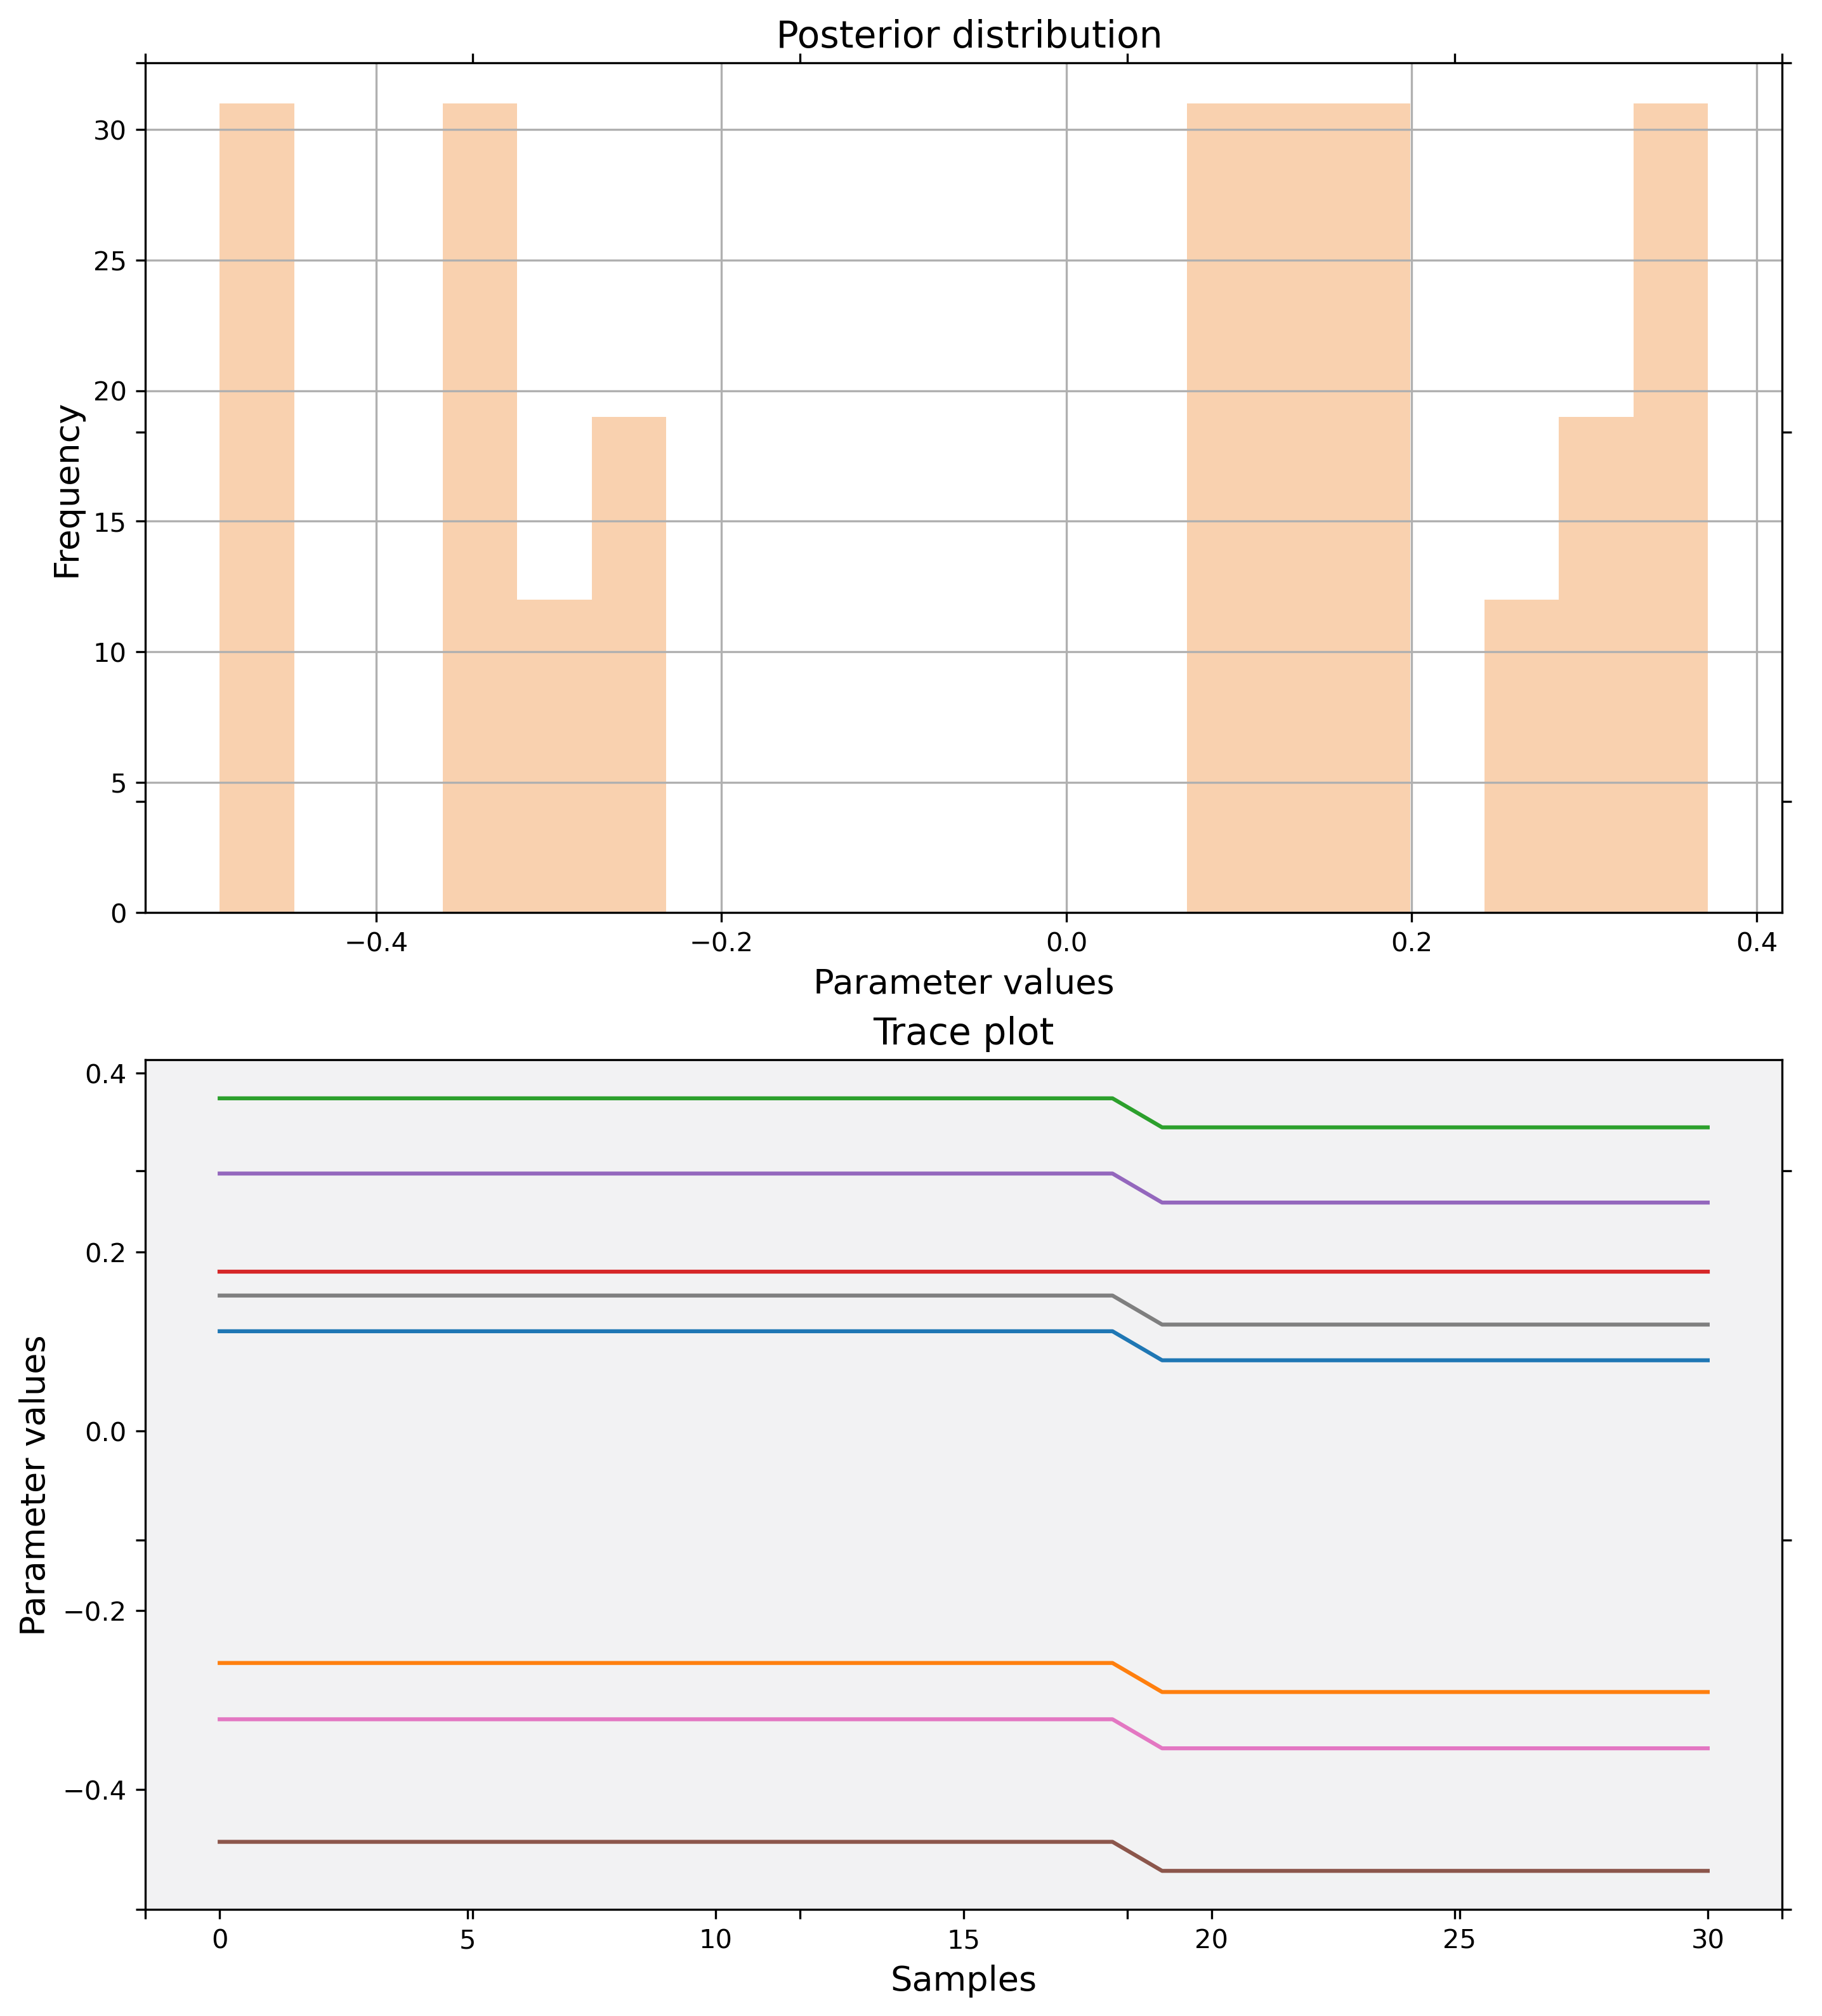 Posterior distribution
30
25
20
15
10
5
0
Frequency
−0.4 −0.2 0.0 0.2 0.4
Parameter values
Trace plot
0.4
0.2
0.0
−0.2
−0.4
Parameter values
0 5 10 15 20 25 30
Samples